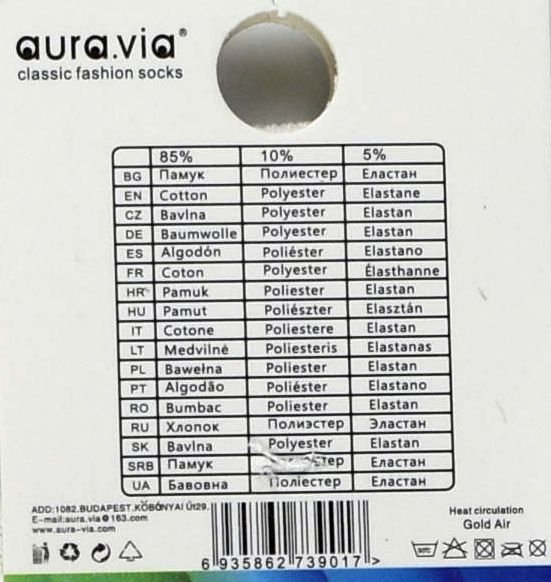 aura.via®
classic fashion socks
85% 10% 5%
BG Памук Полиестер Еластан
EN Cotton Polyester Elastane
CZ Bavlna Polyester Elastan
DE Baumwolle Polyester Elastan
ES Algodón Poliéster Elastano
FR Coton Polyester Élasthanne
HR Pamuk Poliester Elastan
HU Pamut Poliészter Elasztán
IT Cotone Poliestere Elastan
LT Medvilnė Poliesteris Elastanas
PL Bawełna Poliester Elastan
PT Algodão Poliéster Elastano
RO Bumbac Poliester Elastan
RU Хлопок Полиэстер Эластан
SK Bavlna Polyester Elastan
SRB Памук Еластан
UA Бавовна Поліестер Еластан
ADD:1082.BUDAPEST.KŐBÁNYAI Út29.
E-mail:aura.via@163.com
www.aura-via.com
Heat circulation
Gold Air
6 935862 739017 >
30°